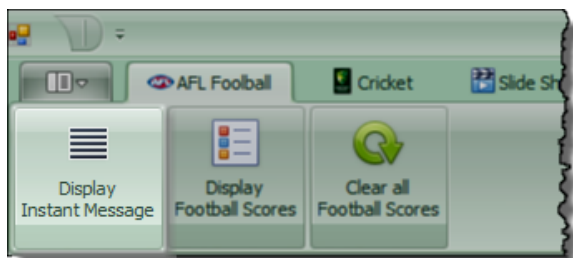 AFL Foolball
Cricket
Slide Sh
Display
Instant Message
Display
Football Scores
Clear all
Football Scores